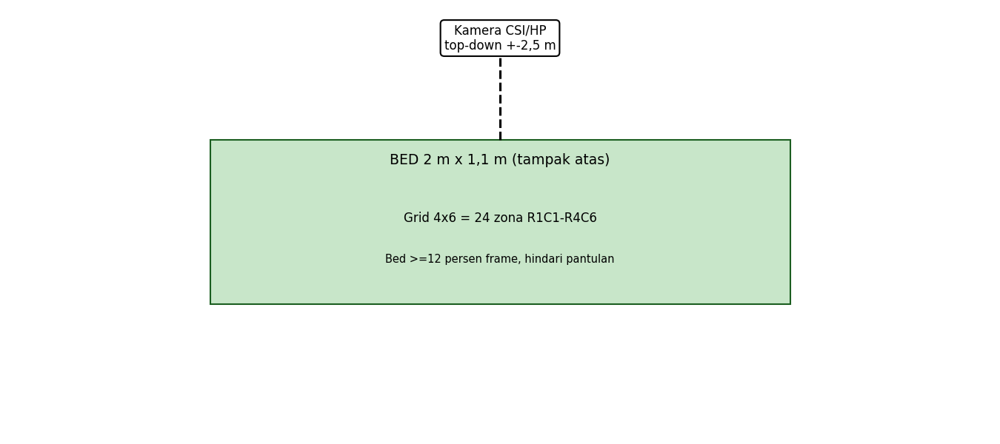 Kamera CSI/HP
top-down +-2,5 m
BED 2 m x 1,1 m (tampak atas)
Grid 4x6 = 24 zona R1C1-R4C6
Bed >=12 persen frame, hindari pantulan